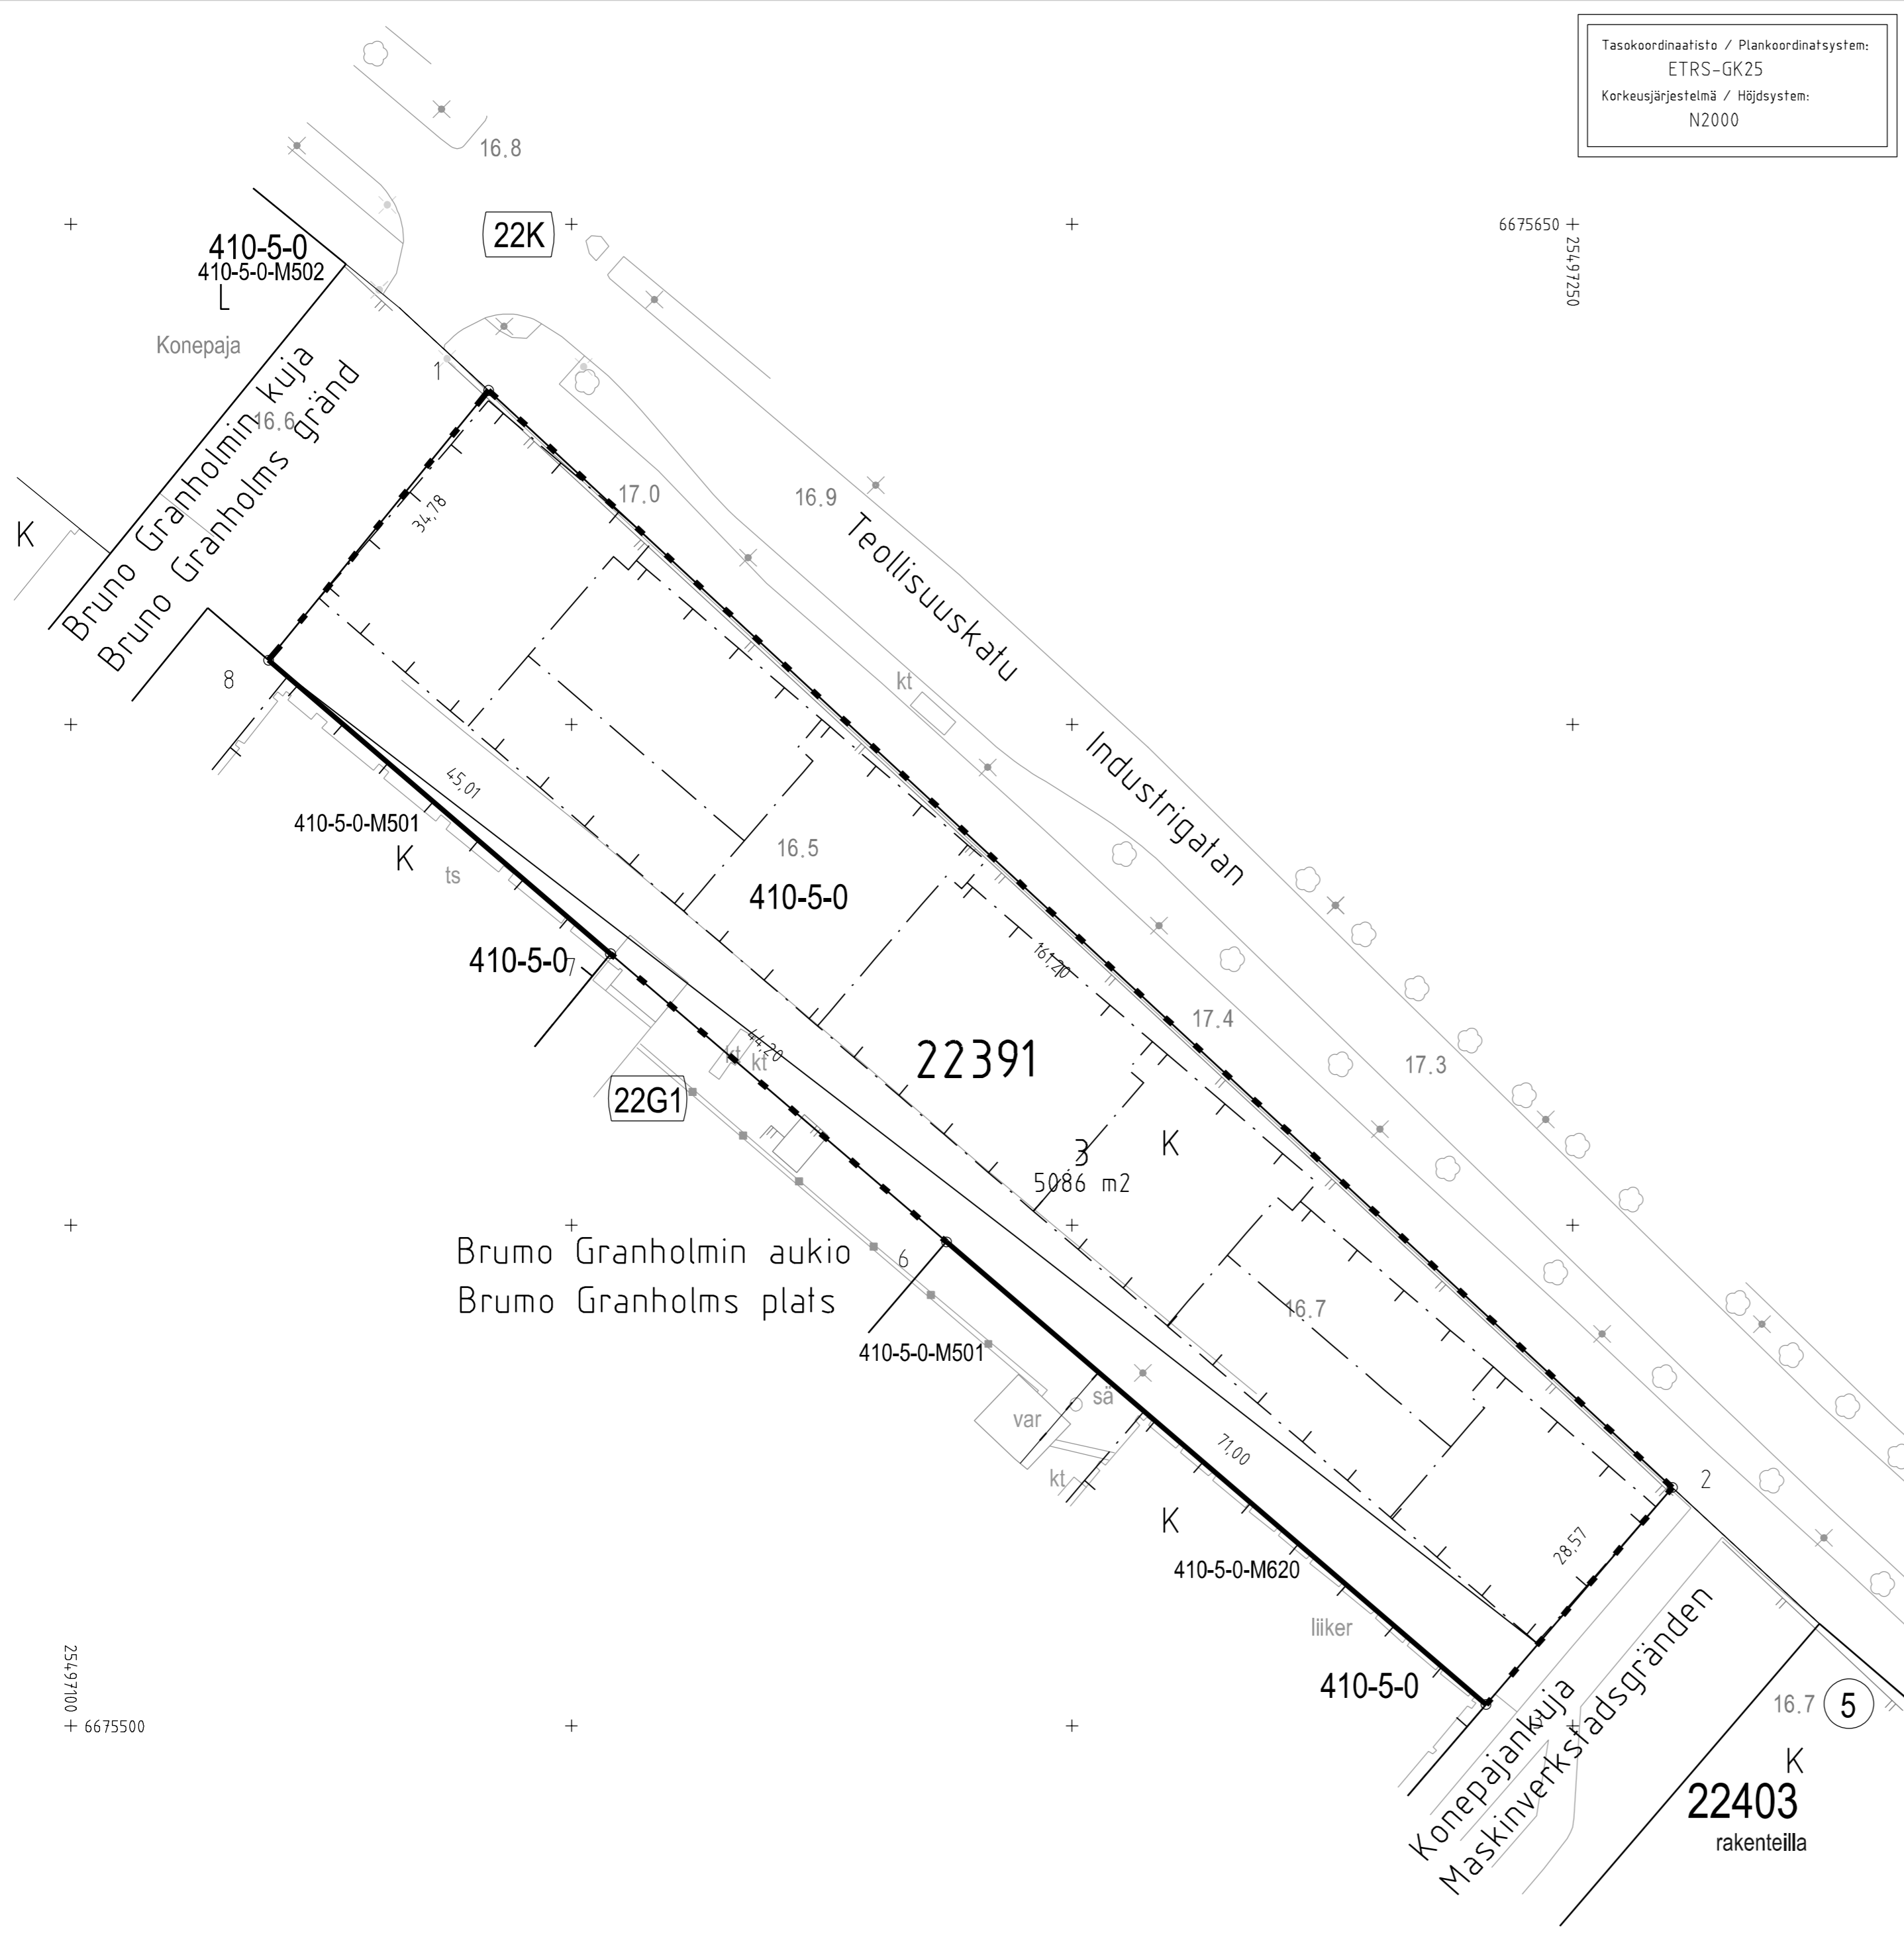 Tasokoordinaatisto / Plankoordinatsystem:
ETRS-GK25
Korkeusjärjestelmä / Höjdsystem:
N2000
16.8
22K
6675650
25497250
410-5-0
410-5-0-M502
L
Konepaja
1
Bruno Granholmin kuja
Bruno Granholms gränd
16.6
K
34,78
17.0
16.9
Teollisuuskatu
Industrigatan
8
kt
45,01
410-5-0-M501
K
ts
16.5
410-5-0
410-5-0
7
161,20
17.4
17.3
44,20
kt
kt
22391
22G1
3
K
5086 m2
Brumo Granholmin aukio
Brumo Granholms plats
6
16.7
410-5-0-M501
sä
var
kt
71,00
2
K
28,57
410-5-0-M620
liiker
410-5-0
25497100
6675500
Konepajankuja
Maskinverkstadsgränden
16.7
5
K
22403
rakenteilla